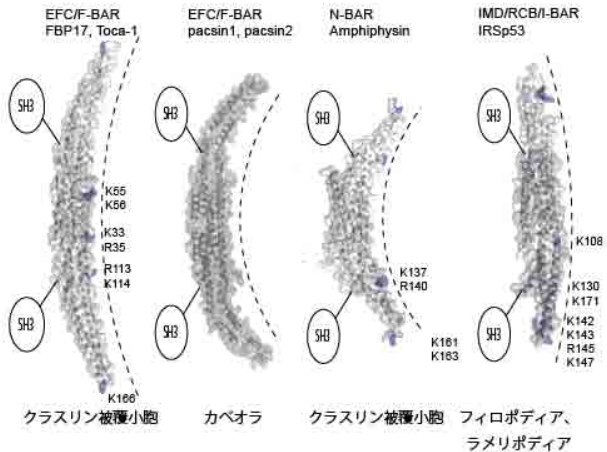 EFC/F-BAR
FBP17, Toca-1
EFC/F-BAR
pacsin1, pacsin2
N-BAR
Amphiphysin
IMD/RCB/I-BAR
IRSp53
SH3
SH3
K55
K56
K33
R35
R113
K114
K166
SH3
SH3
SH3
SH3
K137
R140
K161
K163
SH3
SH3
K108
K130
K171
K142
K143
R145
K147
クラスリン被覆小胞
カベオラ
クラスリン被覆小胞
フィロポディア、
ラメリポディア